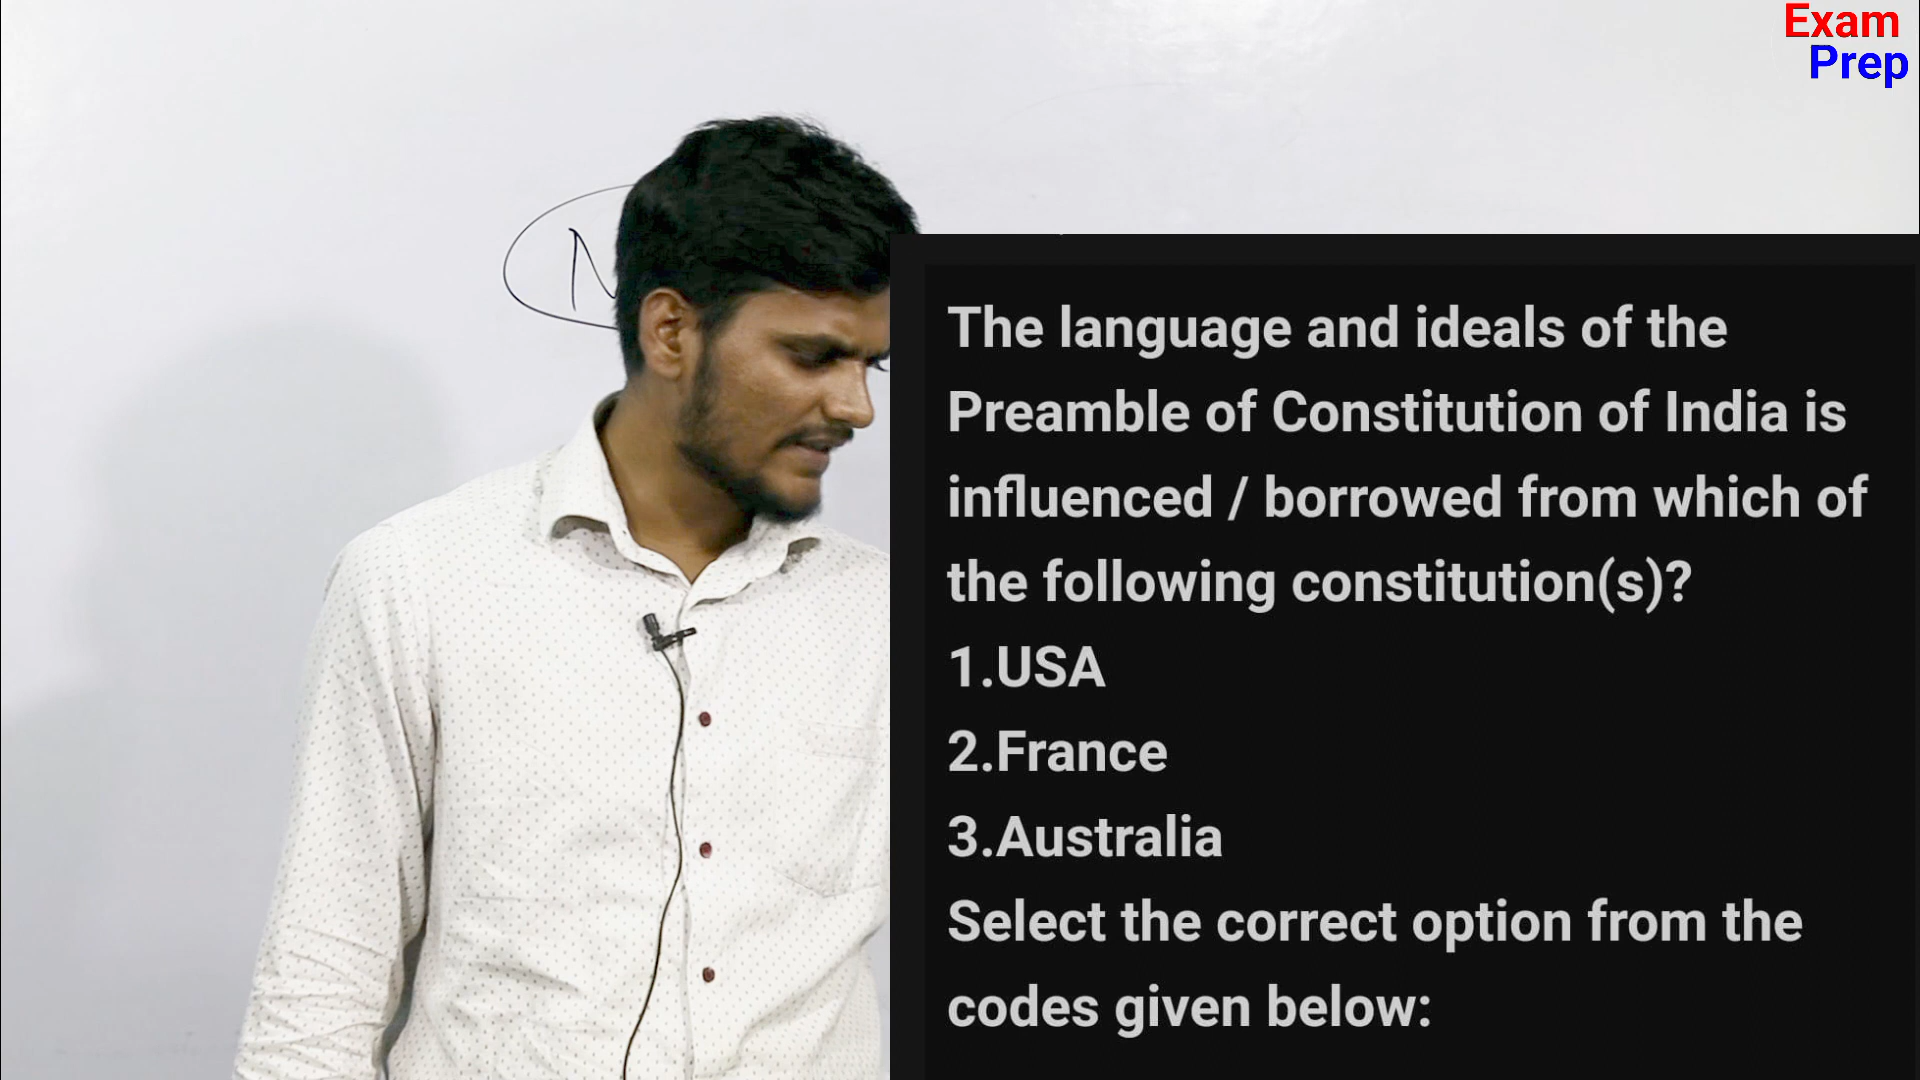 Exam
Prep
N
The language and ideals of the
Preamble of Constitution of India is
influenced / borrowed from which of
the following constitution(s)?
1.USA
2.France
3.Australia
Select the correct option from the
codes given below: